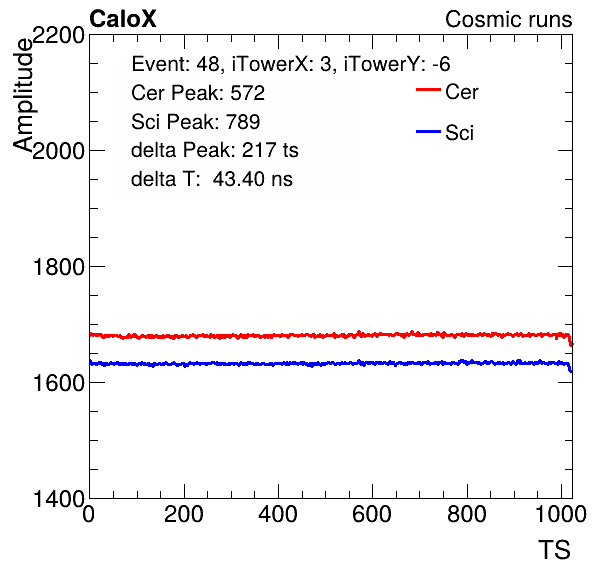 CaloX Cosmic runs
Amplitude
2200
2000
1800
1600
1400
Event: 48, iTowerX: 3, iTowerY: -6
Cer Peak: 572
Sci Peak: 789
delta Peak: 217 ts
delta T:  43.40 ns
Cer
Sci
0 200 400 600 800 1000
TS